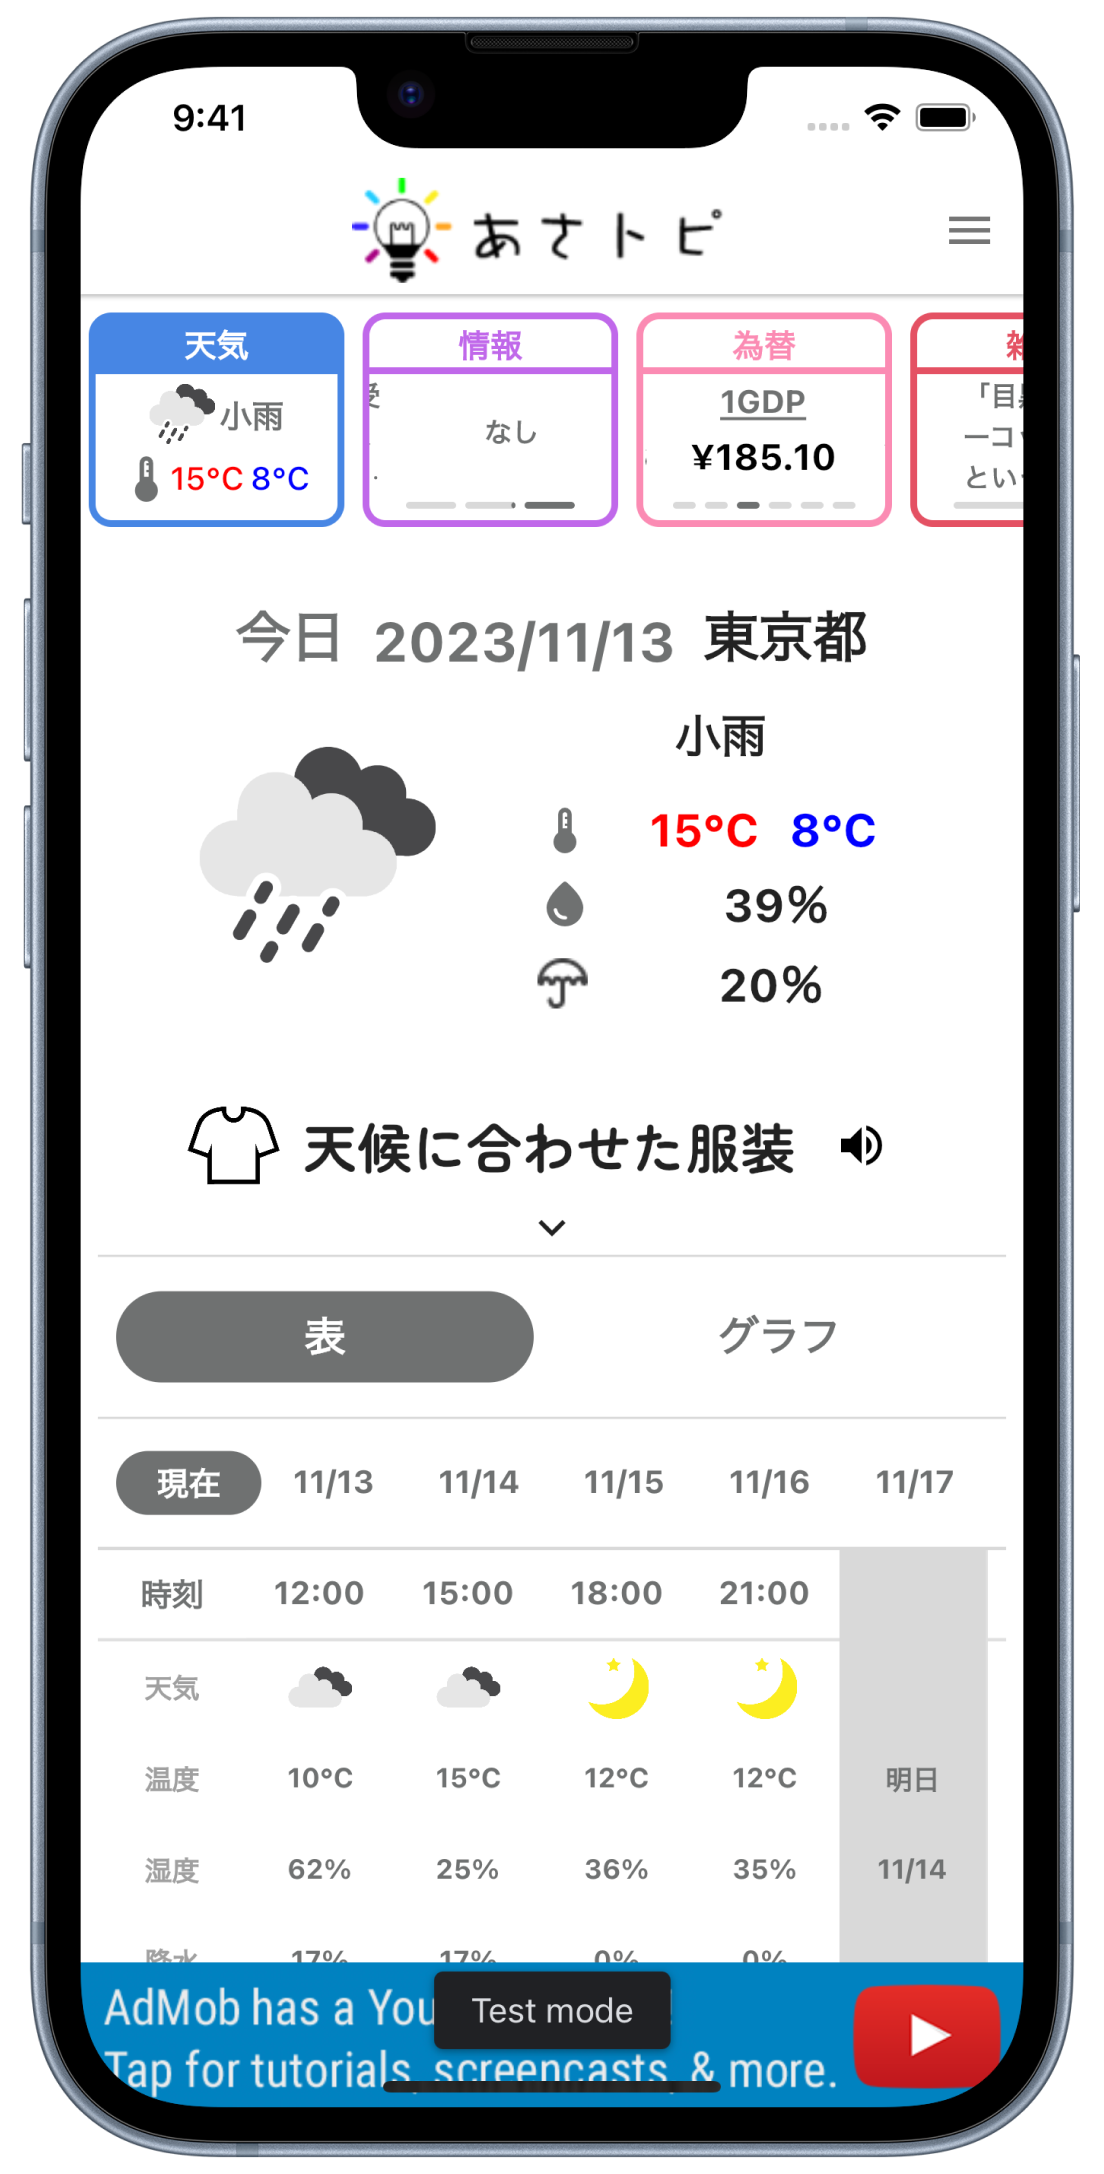 9:41
あさトピ
天気
小雨
15°C 8°C
情報
受
なし
為替
1GDP
¥185.10
「目
ーコ
とい
今日 2023/11/13 東京都
小雨
15°C 8°C
39%
20%
天候に合わせた服装
表 グラフ
現在 11/13 11/14 11/15 11/16 11/17
時刻 12:00 15:00 18:00 21:00
天気
温度 10°C 15°C 12°C 12°C 明日
湿度 62% 25% 36% 35% 11/14
降水 17% 17% 0% 0%
AdMob has a You
Test mode
Tap for tutorials, screencasts, & more.